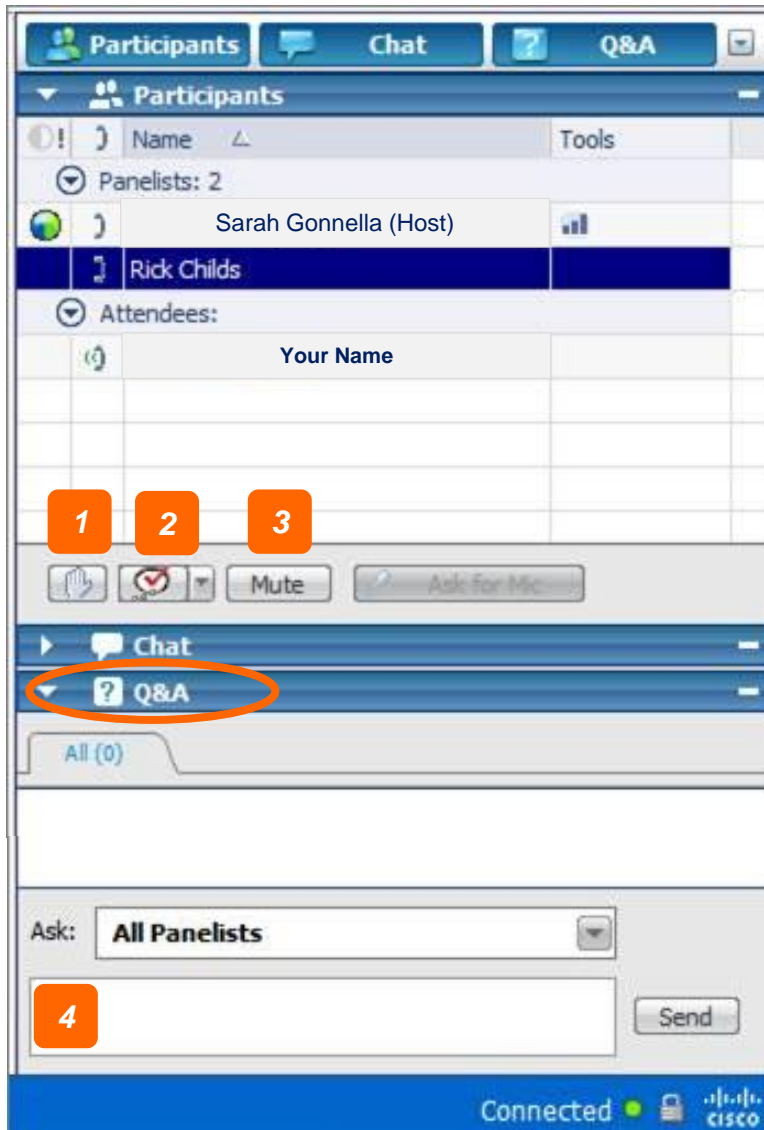 Participants Chat Q&A
Participants
! Name Tools
Panelists: 2
Sarah Gonnella (Host)
Rick Childs
Attendees:
Your Name
1 2 3
Mute Ask for Mic
Chat
? Q&A
All (0)
Ask: All Panelists
4 Send
Connected
CISCO